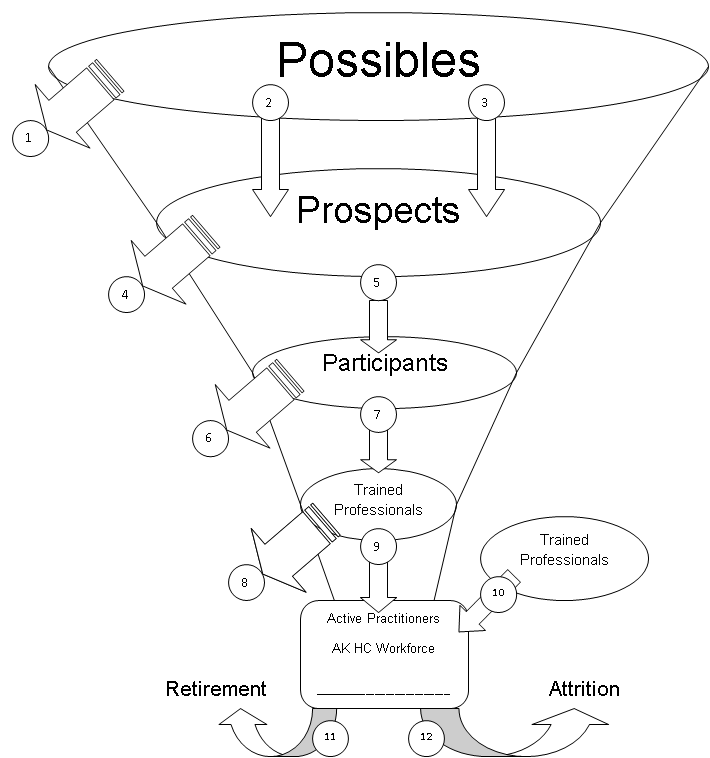 Possibles
1
2
3
Prospects
4
5
Participants
6
7
Trained
Professionals
8
9
Trained
Professionals
10
Active Practitioners
AK HC Workforce
Retirement
Attrition
11
12